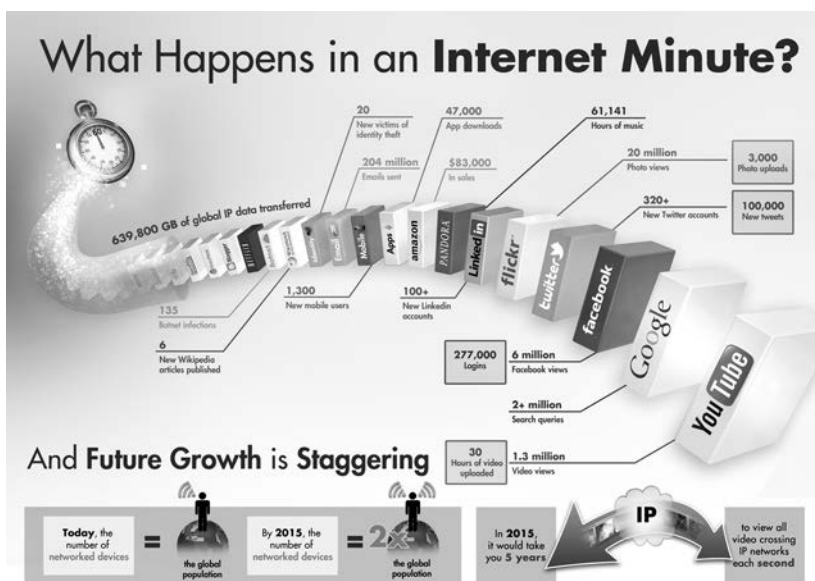 What Happens in an Internet Minute?
20
New victims of
identity theft
47,000
App downloads
61,141
Hours of music
204 million
Emails sent
$83,000
In sales
20 million
Photo views
3,000
Photo uploads
320+
New Twitter accounts
100,000
New tweets
639,800 GB of global IP data transferred
60
Identity
Email
Mobile
Apps
amazon
PANDORA
Linked in
flickr
twitter
facebook
Google
YouTube
135
Botnet infections
6
New Wikipedia
articles published
1,300
New mobile users
100+
New Linkedin
accounts
277,000
Logins
6 million
Facebook views
2+ million
Search queries
30
Hours of video
uploaded
1.3 million
Video views
And Future Growth is Staggering
Today, the
number of
networked devices
=
the global
population
By 2015, the
number of
networked devices
=
2x
the global
population
In 2015,
it would take
you 5 years
IP
to view all
video crossing
IP networks
each second